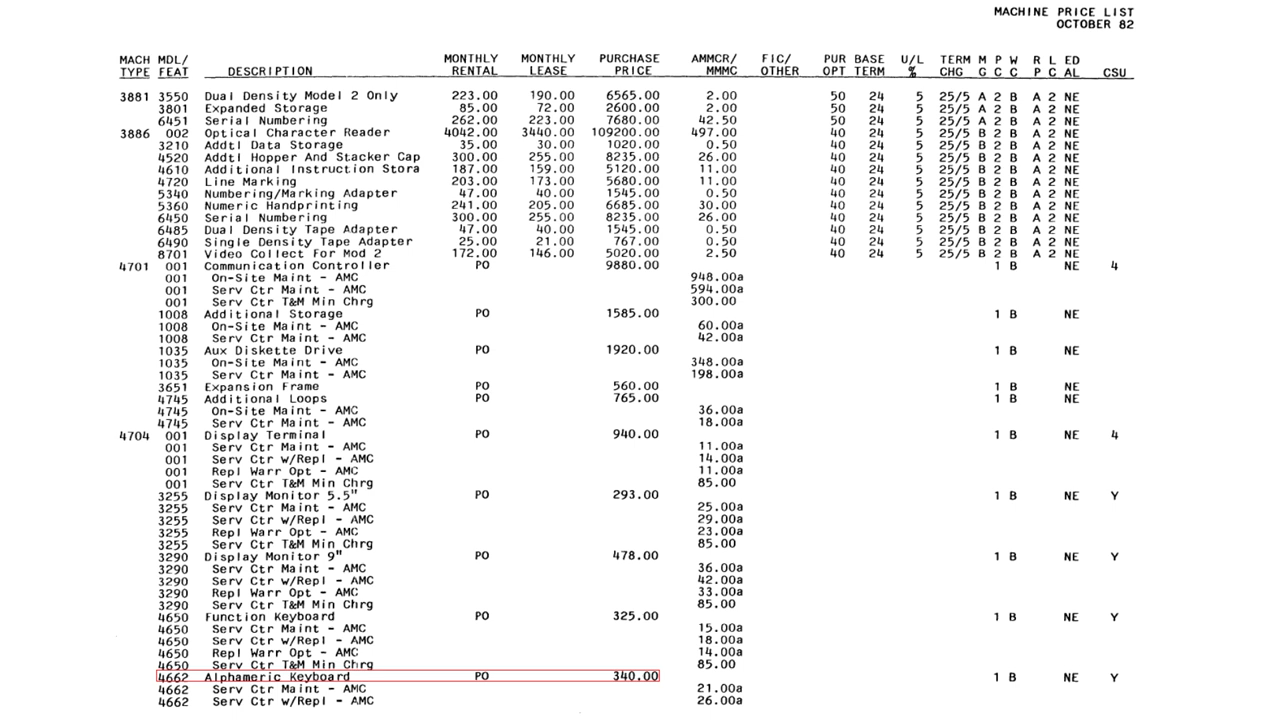 MACHINE PRICE LIST
OCTOBER 82
MACH MDL/ MONTHLY MONTHLY PURCHASE AMMCR/ FIC/ PUR BASE U/L TERM M P W R L ED
TYPE FEAT DESCRIPTION RENTAL LEASE PRICE MMMC OTHER OPT TERM % CHG G C C P C AL CSU
3881 3550 Dual Density Model 2 Only 223.00 190.00 6565.00 2.00 50 24 5 25/5 A 2 B A 2 NE
3801 Expanded Storage 85.00 72.00 2600.00 2.00 50 24 5 25/5 A 2 B A 2 NE
6451 Serial Numbering 262.00 223.00 7680.00 42.50 50 24 5 25/5 A 2 B A 2 NE
3886 002 Optical Character Reader 4042.00 3440.00 109200.00 497.00 40 24 5 25/5 B 2 B A 2 NE
3210 Addtl Data Storage 35.00 30.00 1020.00 0.50 40 24 5 25/5 B 2 B A 2 NE
4520 Addtl Hopper And Stacker Cap 300.00 255.00 8235.00 26.00 40 24 5 25/5 B 2 B A 2 NE
4610 Additional Instruction Stora 187.00 159.00 5120.00 11.00 40 24 5 25/5 B 2 B A 2 NE
4720 Line Marking 203.00 173.00 5680.00 11.00 40 24 5 25/5 B 2 B A 2 NE
5340 Numbering/Marking Adapter 47.00 40.00 1545.00 0.50 40 24 5 25/5 B 2 B A 2 NE
5360 Numeric Handprinting 241.00 205.00 6685.00 30.00 40 24 5 25/5 B 2 B A 2 NE
6450 Serial Numbering 300.00 255.00 8235.00 26.00 40 24 5 25/5 B 2 B A 2 NE
6485 Dual Density Tape Adapter 47.00 40.00 1545.00 0.50 40 24 5 25/5 B 2 B A 2 NE
6490 Single Density Tape Adapter 25.00 21.00 767.00 0.50 40 24 5 25/5 B 2 B A 2 NE
8701 Video Collect For Mod 2 172.00 146.00 5020.00 2.50 40 24 5 25/5 B 2 B A 2 NE
4701 001 Communication Controller PO 9880.00 1 B NE 4
001 On-Site Maint - AMC 948.00a
001 Serv Ctr Maint - AMC 594.00a
001 Serv Ctr T&M Min Chrg 300.00
1008 Additional Storage PO 1585.00 1 B NE
1008 On-Site Maint - AMC 60.00a
1008 Serv Ctr Maint - AMC 42.00a
1035 Aux Diskette Drive PO 1920.00 1 B NE
1035 On-Site Maint - AMC 348.00a
1035 Serv Ctr Maint - AMC 198.00a
3651 Expansion Frame PO 560.00 1 B NE
4745 Additional Loops PO 765.00 1 B NE
4745 On-Site Maint - AMC 36.00a
4745 Serv Ctr Maint - AMC 18.00a
4704 001 Display Terminal PO 940.00 1 B NE 4
001 Serv Ctr Maint - AMC 11.00a
001 Serv Ctr w/Repl - AMC 14.00a
001 Repl Warr Opt - AMC 11.00a
001 Serv Ctr T&M Min Chrg 85.00
3255 Display Monitor 5.5" PO 293.00 1 B NE Y
3255 Serv Ctr Maint - AMC 25.00a
3255 Serv Ctr w/Repl - AMC 29.00a
3255 Repl Warr Opt - AMC 23.00a
3255 Serv Ctr T&M Min Chrg 85.00
3290 Display Monitor 9" PO 478.00 1 B NE Y
3290 Serv Ctr Maint - AMC 36.00a
3290 Serv Ctr w/Repl - AMC 42.00a
3290 Repl Warr Opt - AMC 33.00a
3290 Serv Ctr T&M Min Chrg 85.00
4650 Function Keyboard PO 325.00 1 B NE Y
4650 Serv Ctr Maint - AMC 15.00a
4650 Serv Ctr w/Repl - AMC 18.00a
4650 Repl Warr Opt - AMC 14.00a
4650 Serv Ctr T&M Min Chrg 85.00
4662 Alphameric Keyboard PO 340.00 1 B NE Y
4662 Serv Ctr Maint - AMC 21.00a
4662 Serv Ctr w/Repl - AMC 26.00a